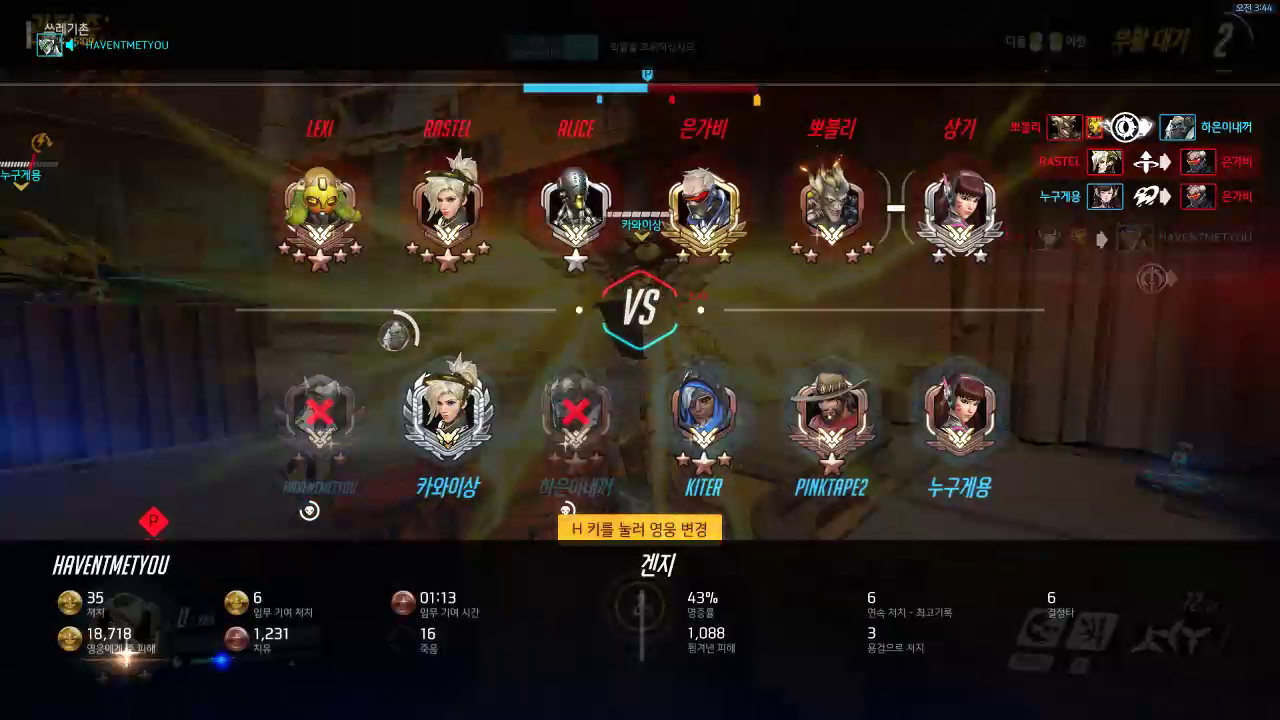 오전 3:44
쓰레기촌
HAVENTMETYOU
부활 대기 2
LEXI RASTEL ALICE 은가비 뽀블리 상기
뽀블리 하은이내꺼
RASTEL 은가비
누구게용 은가비
HAVENTMETYOU
누구게용
카와이상
VS
HAVENTMETYOU 카와이상 하은이내꺼 KITER PINKTAPE2 누구게용
P
H 키를 눌러 영웅 변경
HAVENTMETYOU 겐지
35 6 01:13 43% 6 6
처치 임무 기여 처치 임무 기여 시간 명중률 연속 처치 - 최고기록 결정타
18,718 1,231 16 1,088 3
영웅에게 준 피해 치유 죽음 튕겨낸 피해 용검으로 처치